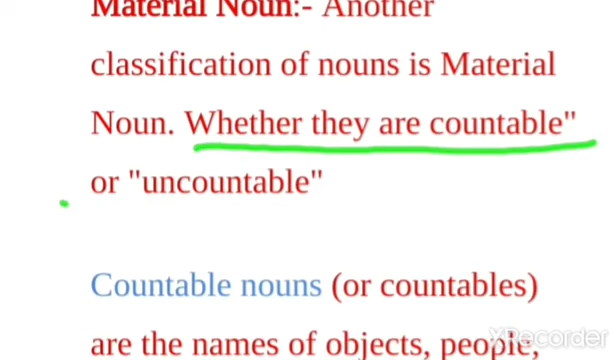 Material Noun:- Another
classification of nouns is Material
Noun. Whether they are countable"
or "uncountable"
Countable nouns (or countables)
are the names of objects, people,
XRecorder